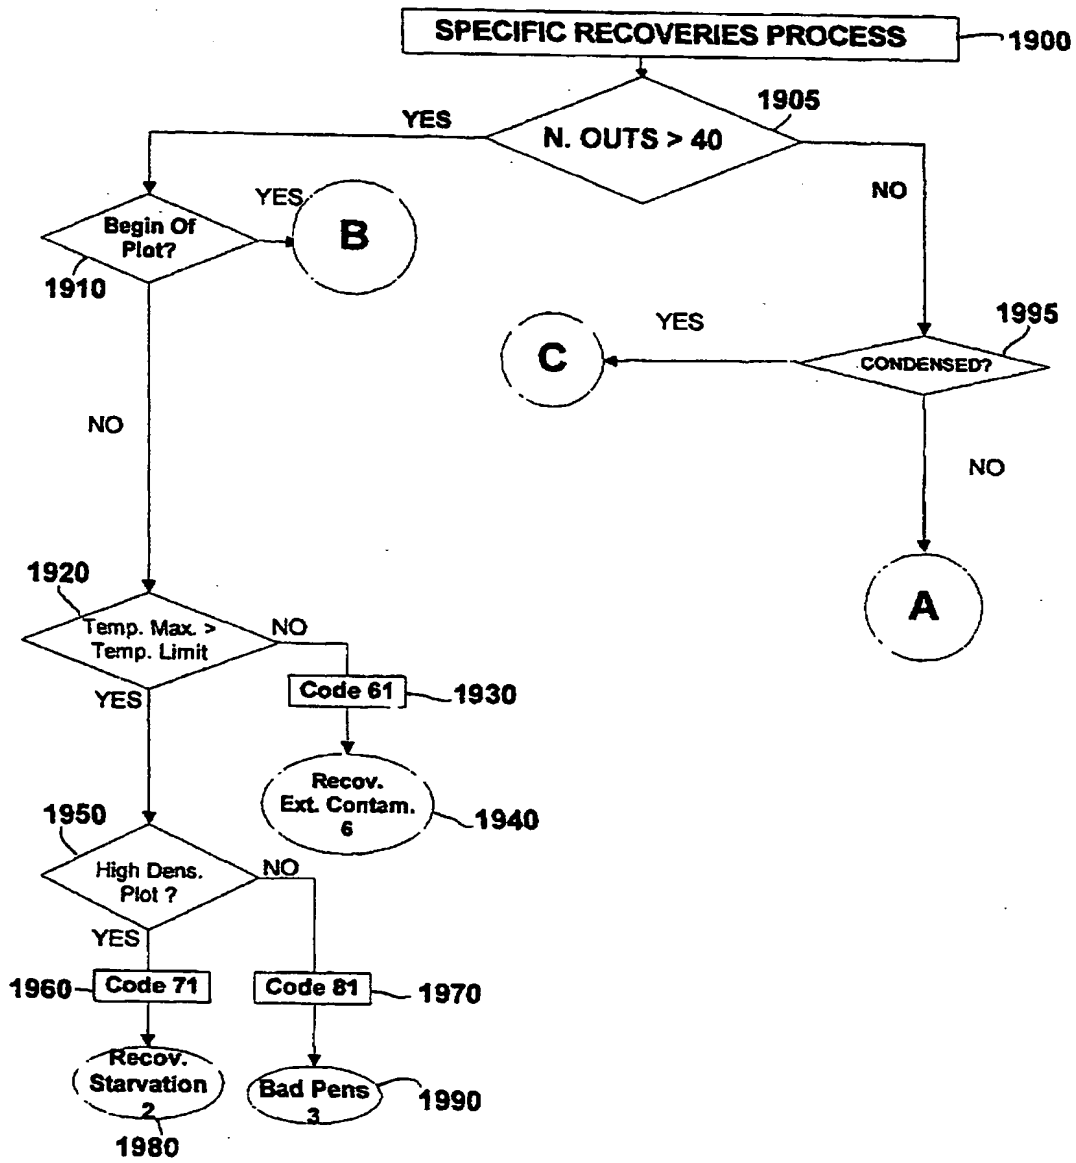 SPECIFIC RECOVERIES PROCESS
1900
1905
YES
N. OUTS > 40
NO
YES
B
Begin Of
Plot?
1910
1995
YES
C
CONDENSED?
NO
NO
A
1920
Temp. Max. >
Temp. Limit
NO
YES
Code 61
1930
Recov.
Ext. Contam.
6
1940
1950
High Dens.
Plot ?
NO
YES
1960
Code 71
Code 81
1970
Recov.
Starvation
2
1980
Bad Pens
3
1990